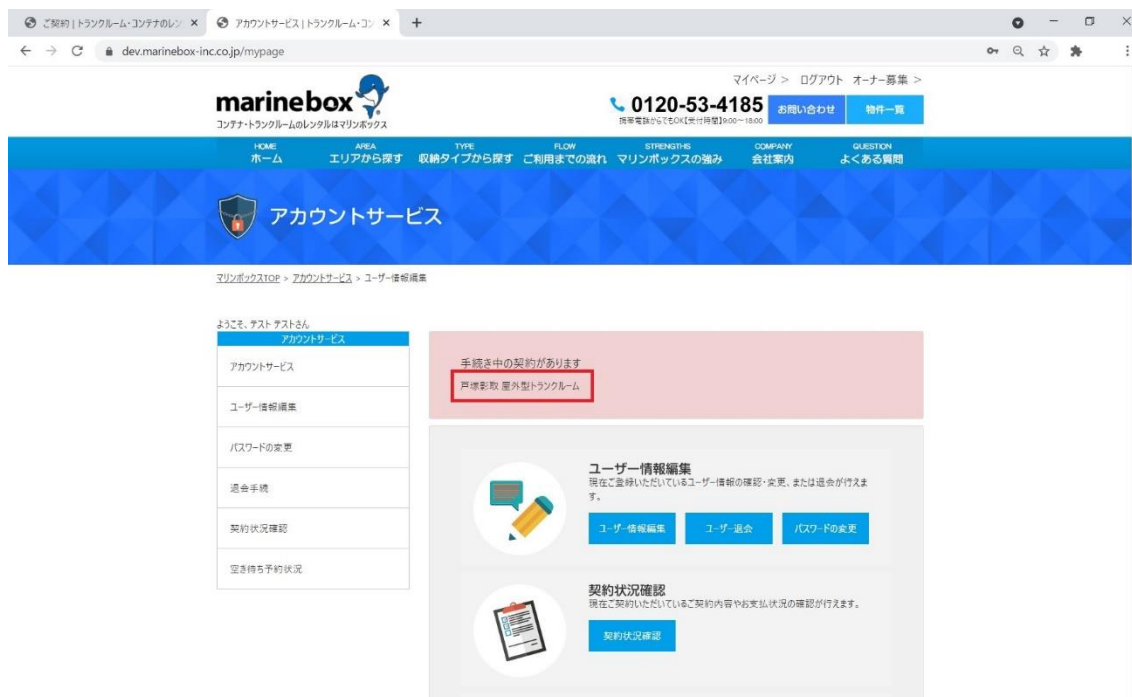 ご契約 | トランクルーム・コンテナのレン
アカウントサービス | トランクルーム・コン
dev.marinebox-inc.co.jp/mypage
マイページ > ログアウト オーナー募集 >
marinebox
コンテナ・トランクルームのレンタルはマリンボックス
0120-53-4185
携帯電話からでもOK【受付時間】9:00~18:00
お問い合わせ
物件一覧
HOME AREA TYPE FLOW STRENGTHS COMPANY QUESTION
ホーム エリアから探す 収納タイプから探す ご利用までの流れ マリンボックスの強み 会社案内 よくある質問
アカウントサービス
マリンボックスTOP > アカウントサービス > ユーザー情報編集
ようこそ、テスト テストさん
アカウントサービス
アカウントサービス
ユーザー情報編集
パスワードの変更
退会手続
契約状況確認
空き待ち予約状況
手続き中の契約があります
戸塚影取 屋外型トランクルーム
ユーザー情報編集
現在ご登録いただいているユーザー情報の確認・変更、または退会が行えま
す。
ユーザー情報編集 ユーザー退会 パスワードの変更
契約状況確認
現在ご契約いただいているご契約内容やお支払状況の確認が行えます。
契約状況確認